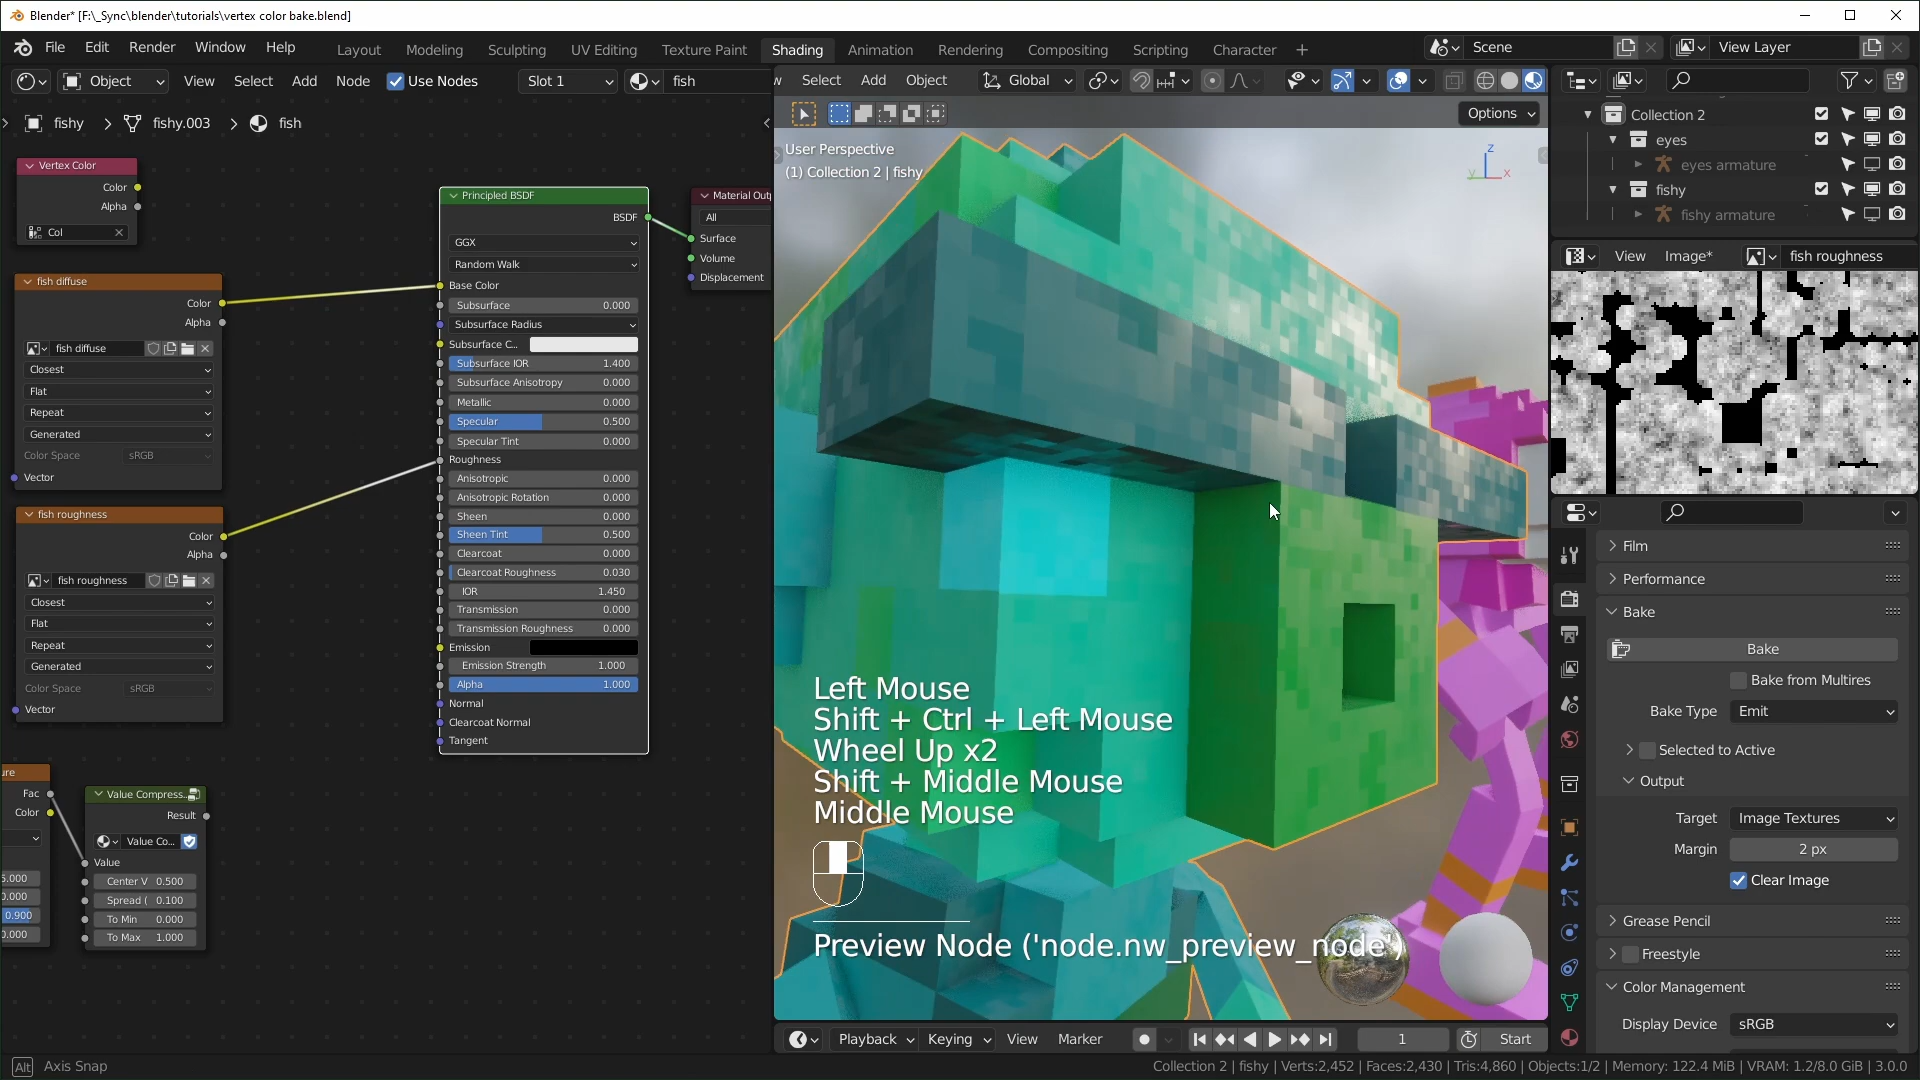 Blender* [F:\_Sync\blender\tutorials\vertex color bake.blend]
File Edit Render Window Help
Layout Modeling Sculpting UV Editing Texture Paint Shading Animation Rendering Compositing Scripting Geometry Character +
Scene
View Layer
Object View Select Add Node Use Nodes Slot 1 fish
w Select Add Object Global
fishy > fishy.003 > fish
Options
User Perspective
(1) Collection 2 | fishy
Z
Y
X
Collection 2
eyes
eyes armature
fishy
fishy armature
View Image* fish roughness
Vertex Color
Color
Alpha
Col
fish diffuse
Color
Alpha
fish diffuse
Closest
Flat
Repeat
Generated
Color Space sRGB
Vector
fish roughness
Color
Alpha
fish roughness
Closest
Flat
Repeat
Generated
Color Space sRGB
Vector
ure
Fac
Color
5.000
0.000
0.900
0.000
Value Compress..
Result
Value Co...
Value
Center V 0.500
Spread ( 0.100
To Min 0.000
To Max 1.000
Principled BSDF
BSDF
GGX
Random Walk
Base Color
Subsurface 0.000
Subsurface Radius
Subsurface C...
Subsurface IOR 1.400
Subsurface Anisotropy 0.000
Metallic 0.000
Specular 0.500
Specular Tint 0.000
Roughness
Anisotropic 0.000
Anisotropic Rotation 0.000
Sheen 0.000
Sheen Tint 0.500
Clearcoat 0.000
Clearcoat Roughness 0.030
IOR 1.450
Transmission 0.000
Transmission Roughness 0.000
Emission
Emission Strength 1.000
Alpha 1.000
Normal
Clearcoat Normal
Tangent
Material Outp
All
Surface
Volume
Displacement
Left Mouse
Shift + Ctrl + Left Mouse
Wheel Up x2
Shift + Middle Mouse
Middle Mouse
Preview Node ('node.nw_preview_node')
Film
Performance
Bake
Bake
Bake from Multires
Bake Type Emit
Selected to Active
Output
Target Image Textures
Margin 2 px
Clear Image
Grease Pencil
Freestyle
Color Management
Display Device sRGB
Playback Keying View Marker 1 Start
Alt Axis Snap
Collection 2 | fishy | Verts:2,452 | Faces:2,430 | Tris:4,860 | Objects:1/2 | Memory: 122.4 MiB | VRAM: 1.2/8.0 GiB | 3.0.0